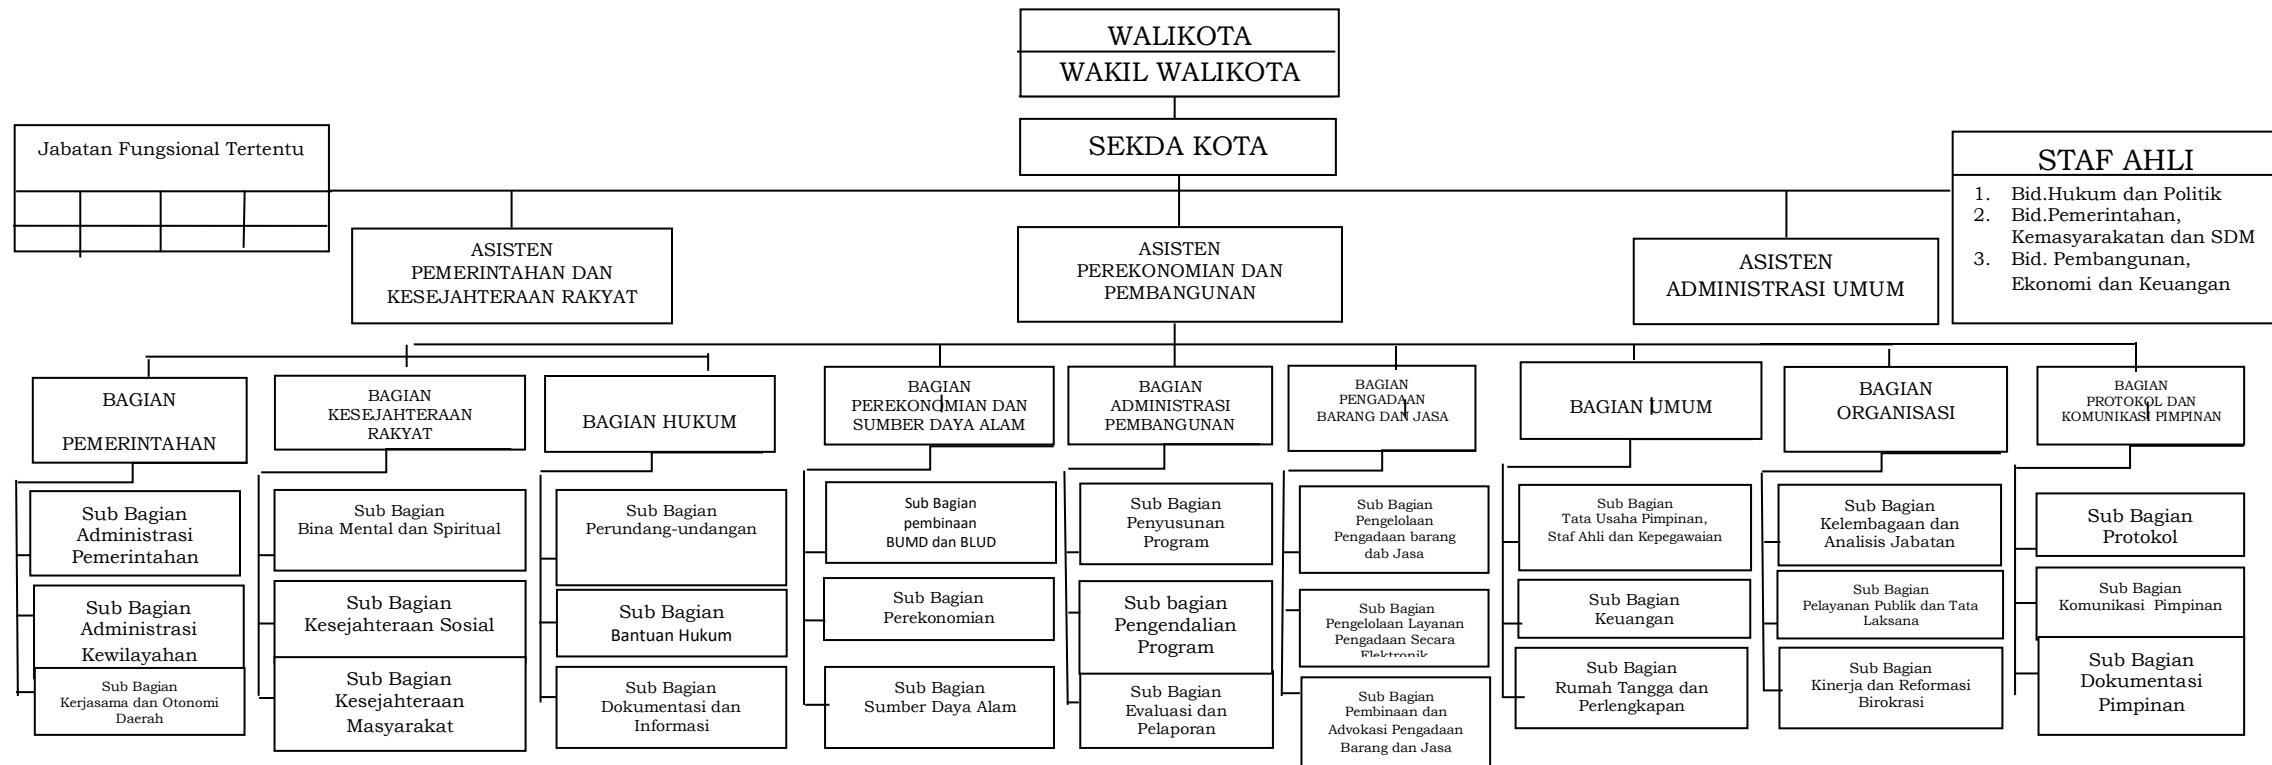 WALIKOTA
WAKIL WALIKOTA
SEKDA KOTA
Jabatan Fungsional Tertentu
STAF AHLI
1. Bid.Hukum dan Politik
2. Bid.Pemerintahan,
Kemasyarakatan dan SDM
3. Bid. Pembangunan,
Ekonomi dan Keuangan
ASISTEN
PEMERINTAHAN DAN
KESEJAHTERAAN RAKYAT
ASISTEN
PEREKONOMIAN DAN
PEMBANGUNAN
ASISTEN
ADMINISTRASI UMUM
BAGIAN
PEMERINTAHAN
BAGIAN
KESEJAHTERAAN
RAKYAT
BAGIAN HUKUM
BAGIAN
PEREKONOMIAN DAN
SUMBER DAYA ALAM
BAGIAN
ADMINISTRASI
PEMBANGUNAN
BAGIAN
PENGADAAN
BARANG DAN JASA
BAGIAN UMUM
BAGIAN
ORGANISASI
BAGIAN
PROTOKOL DAN
KOMUNIKASI PIMPINAN
Sub Bagian
Administrasi
Pemerintahan
Sub Bagian
Bina Mental dan Spiritual
Sub Bagian
Perundang-undangan
Sub Bagian
pembinaan
BUMD dan BLUD
Sub Bagian
Penyusunan
Program
Sub Bagian
Pengelolaan
Pengadaan barang
dab Jasa
Sub Bagian
Tata Usaha Pimpinan,
Staf Ahli dan Kepegawaian
Sub Bagian
Kelembagaan dan
Analisis Jabatan
Sub Bagian
Protokol
Sub Bagian
Administrasi
Kewilayahan
Sub Bagian
Kesejahteraan Sosial
Sub Bagian
Bantuan Hukum
Sub Bagian
Perekonomian
Sub bagian
Pengendalian
Program
Sub Bagian
Pengelolaan Layanan
Pengadaan Secara
Elektronik
Sub Bagian
Keuangan
Sub Bagian
Pelayanan Publik dan Tata
Laksana
Sub Bagian
Komunikasi Pimpinan
Sub Bagian
Kerjasama dan Otonomi
Daerah
Sub Bagian
Kesejahteraan
Masyarakat
Sub Bagian
Dokumentasi dan
Informasi
Sub Bagian
Sumber Daya Alam
Sub Bagian
Evaluasi dan
Pelaporan
Sub Bagian
Pembinaan dan
Advokasi Pengadaan
Barang dan Jasa
Sub Bagian
Rumah Tangga dan
Perlengkapan
Sub Bagian
Kinerja dan Reformasi
Birokrasi
Sub Bagian
Dokumentasi
Pimpinan